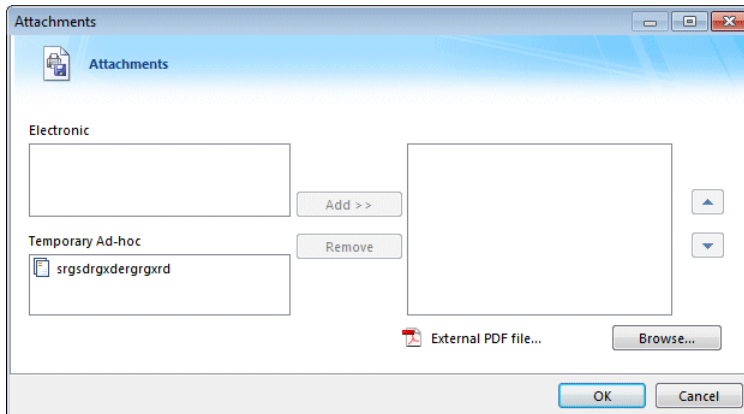 Attachments
Attachments
Electronic
Add >>
Temporary Ad-hoc
Remove
srgsdrgxdergrgxrd
External PDF file...
Browse...
OK
Cancel